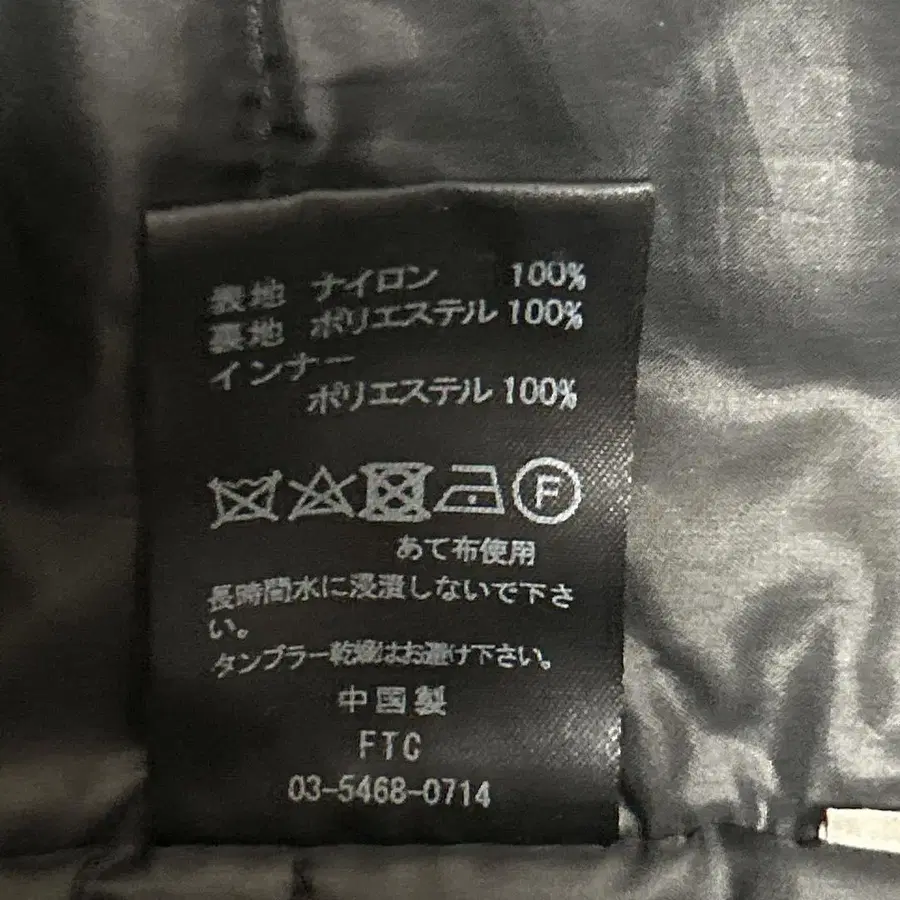 表地 ナイロン 100%
裏地 ポリエステル 100%
インナー
ポリエステル 100%
F
あて布使用
長時間水に浸漬しないで下さ
い。
タンブラー乾燥はお避け下さい。
中国製
FTC
03-5468-0714